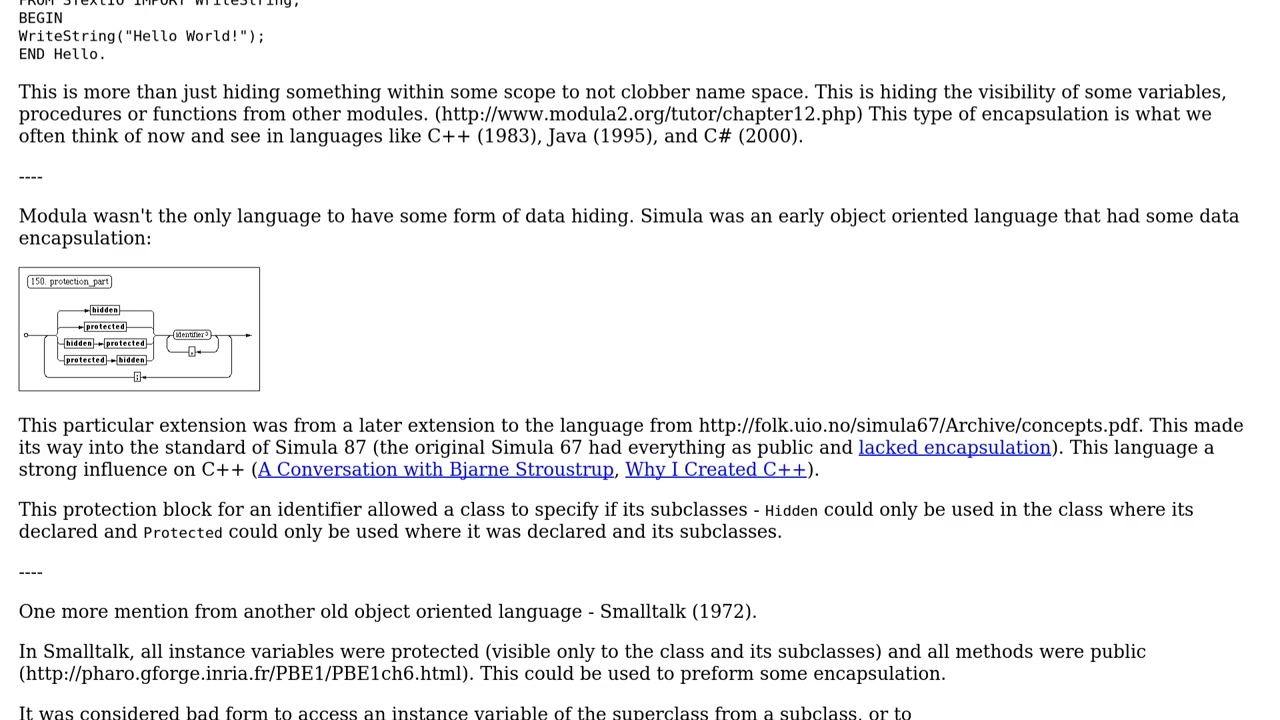 FROM STextIO IMPORT WriteString;
BEGIN
WriteString("Hello World!");
END Hello.
This is more than just hiding something within some scope to not clobber name space. This is hiding the visibility of some variables,
procedures or functions from other modules. (http://www.modula2.org/tutor/chapter12.php) This type of encapsulation is what we
often think of now and see in languages like C++ (1983), Java (1995), and C# (2000).
----
Modula wasn't the only language to have some form of data hiding. Simula was an early object oriented language that had some data
encapsulation:
150. protection_part
hidden
protected
identifier
hidden protected
,
protected hidden
;
This particular extension was from a later extension to the language from http://folk.uio.no/simula67/Archive/concepts.pdf. This made
its way into the standard of Simula 87 (the original Simula 67 had everything as public and lacked encapsulation). This language a
strong influence on C++ (A Conversation with Bjarne Stroustrup, Why I Created C++).
This protection block for an identifier allowed a class to specify if its subclasses - Hidden could only be used in the class where its
declared and Protected could only be used where it was declared and its subclasses.
----
One more mention from another old object oriented language - Smalltalk (1972).
In Smalltalk, all instance variables were protected (visible only to the class and its subclasses) and all methods were public
(http://pharo.gforge.inria.fr/PBE1/PBE1ch6.html). This could be used to preform some encapsulation.
It was considered bad form to access an instance variable of the superclass from a subclass, or to